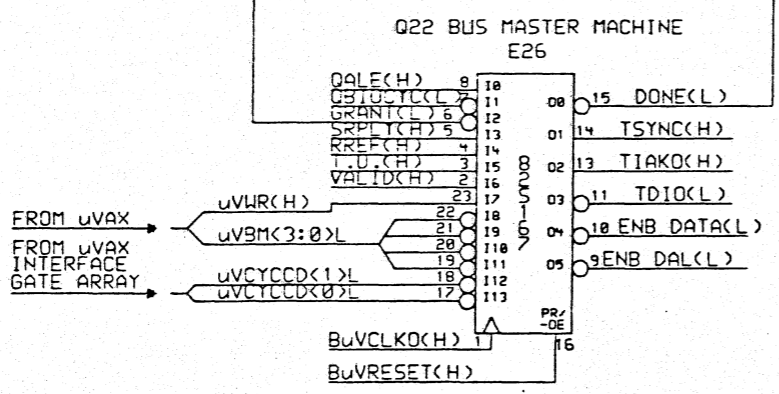 Q22 BUS MASTER MACHINE
E26
QALE(H) 8 I0
QBIOCYC(L) 7 I1
GRANT(L) 6 I2
SRPLY(H) 5 I3
RREF(H) 4 I4
T.O.(H) 3 I5
VALID(H) 2 I6
uVWR(H) 23 I7
22 I8
FROM uVAX
uVBM<3:0>L 21 I9
20 I10
19 I11
FROM uVAX
INTERFACE
GATE ARRAY
uVCYCCD<1>L 18 I12
uVCYCCD<0>L 17 I13
82S167
O0 15 DONE(L)
O1 14 TSYNC(H)
O2 13 TIAKO(H)
O3 11 TDIO(L)
O4 10 ENB DATA(L)
O5 9 ENB DAL(L)
PR/
-OE
BuVCLKO(H) 1
16
BuVRESET(H)